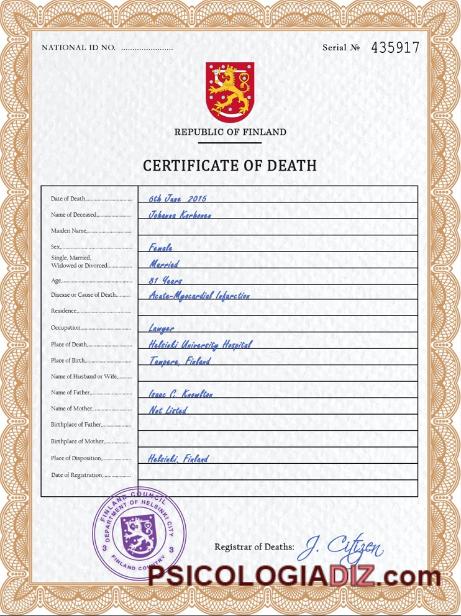 NATIONAL ID NO. ........................
Serial № 435917
REPUBLIC OF FINLAND
CERTIFICATE OF DEATH
Date of Death 6th June 2015
Name of Deceased Johanna Korhonen
Maiden Name
Sex Female
Single, Married,
Widowed or Divorced Married
Age 81 Years
Disease or Cause of Death Acute-Myocardial Infarction
Residence
Occupation Lawyer
Place of Death Helsinki University Hospital
Place of Birth Tampere, Finland
Name of Husband or Wife
Name of Father Isaac C. Knowlton
Name of Mother Not Listed
Birthplace of Father
Birthplace of Mother
Place of Disposition Helsinki, Finland
Date of Registration
FINLAND COUNCIL
DEPARTMENT OF HELSINKI CITY
3 3
FINLAND COUNTRY
Registrar of Deaths: J. Citizen
PSICOLOGIADIZ.com